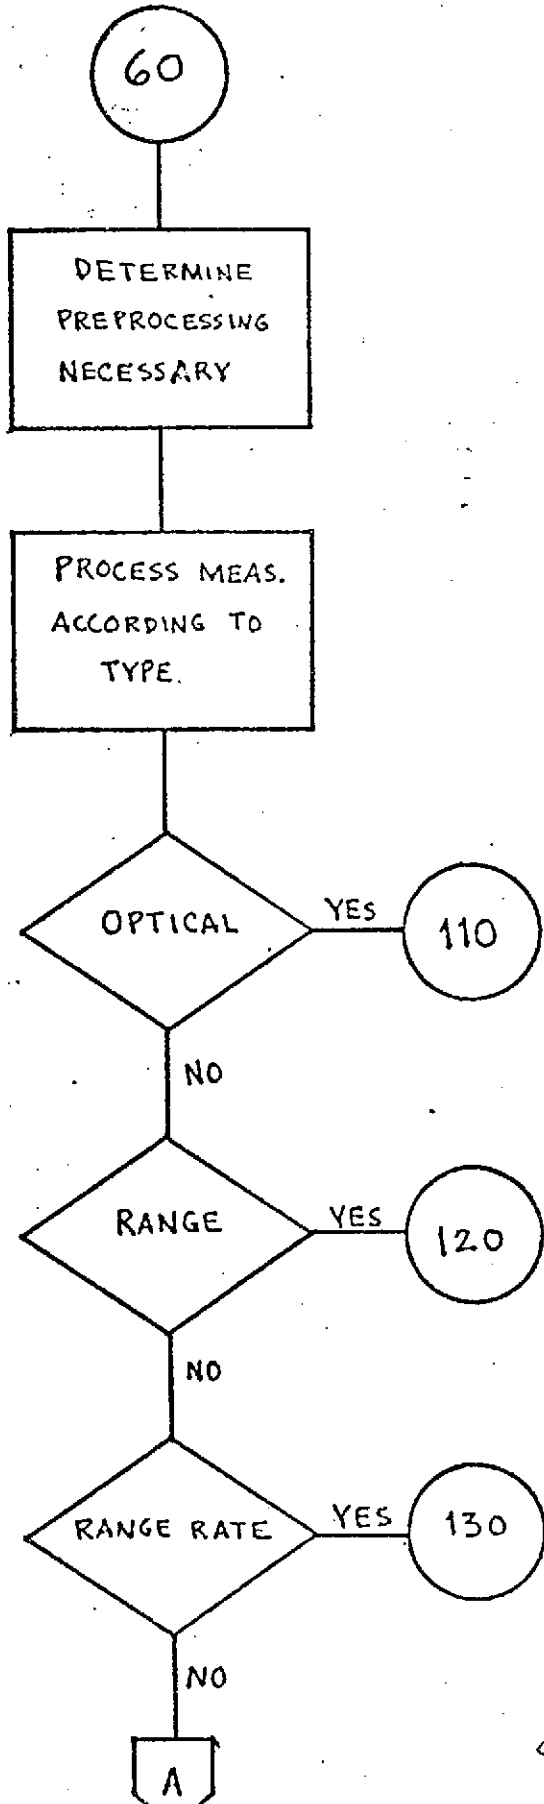 60
DETERMINE
PREPROCESSING
NECESSARY
PROCESS MEAS.
ACCORDING TO
TYPE.
OPTICAL
YES
110
NO
RANGE
YES
120
NO
RANGE RATE
YES
130
NO
A